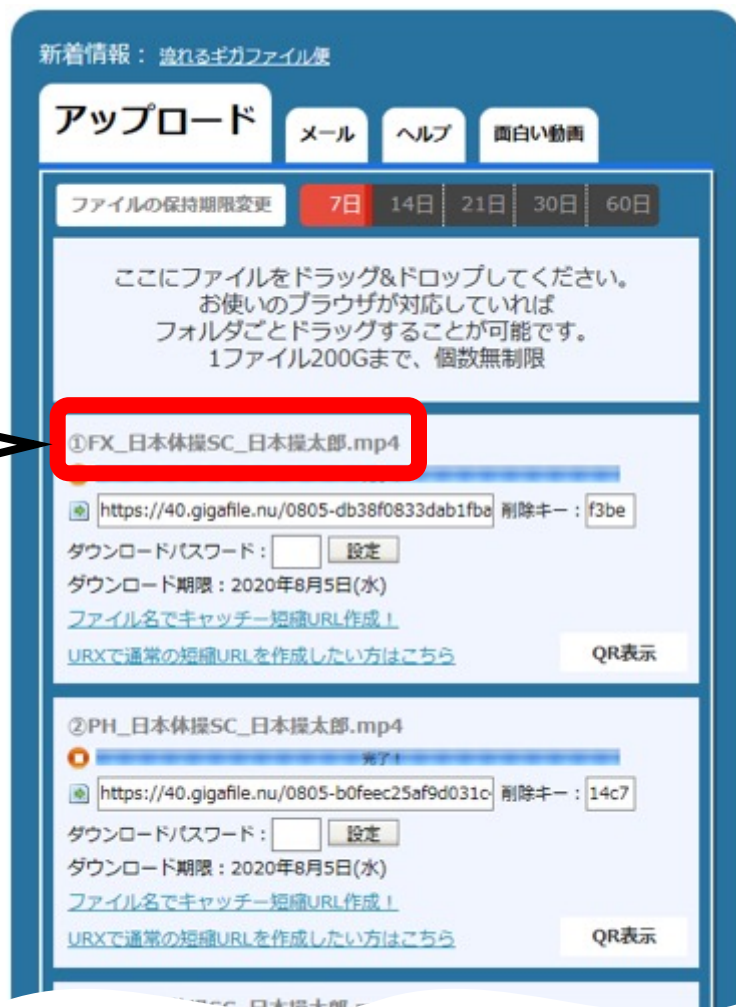 新着情報： 流れるギガファイル便
アップロード メール ヘルプ 面白い動画
ファイルの保持期限変更 7日 14日 21日 30日 60日
ここにファイルをドラッグ&ドロップしてください。
お使いのブラウザが対応していれば
フォルダごとドラッグすることが可能です。
1ファイル200Gまで、個数無制限
①FX_日本体操SC_日本操太郎.mp4
https://40.gigafile.nu/0805-db38f0833dab1fba 削除キー：f3be
ダウンロードパスワード： 設定
ダウンロード期限：2020年8月5日(水)
ファイル名でキャッチー短縮URL作成！
URXで通常の短縮URLを作成したい方はこちら QR表示
②PH_日本体操SC_日本操太郎.mp4
完了！
https://40.gigafile.nu/0805-b0feec25af9d031c 削除キー：14c7
ダウンロードパスワード： 設定
ダウンロード期限：2020年8月5日(水)
ファイル名でキャッチー短縮URL作成！
URXで通常の短縮URLを作成したい方はこちら QR表示